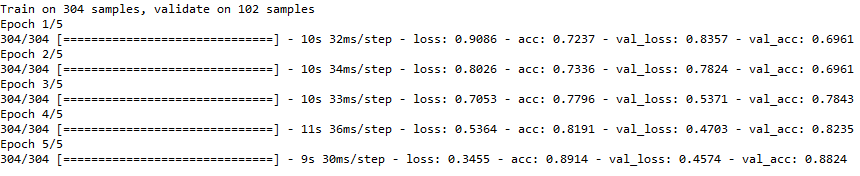 Train on 304 samples, validate on 102 samples
Epoch 1/5
304/304 [==============================] - 10s 32ms/step - loss: 0.9086 - acc: 0.7237 - val_loss: 0.8357 - val_acc: 0.6961
Epoch 2/5
304/304 [==============================] - 10s 34ms/step - loss: 0.8026 - acc: 0.7336 - val_loss: 0.7824 - val_acc: 0.6961
Epoch 3/5
304/304 [==============================] - 10s 33ms/step - loss: 0.7053 - acc: 0.7796 - val_loss: 0.5371 - val_acc: 0.7843
Epoch 4/5
304/304 [==============================] - 11s 36ms/step - loss: 0.5364 - acc: 0.8191 - val_loss: 0.4703 - val_acc: 0.8235
Epoch 5/5
304/304 [==============================] - 9s 30ms/step - loss: 0.3455 - acc: 0.8914 - val_loss: 0.4574 - val_acc: 0.8824